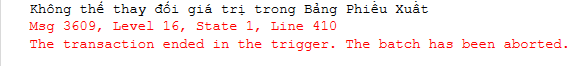 Không thể thay đổi giá trị trong Bảng Phiếu Xuất
Msg 3609, Level 16, State 1, Line 410
The transaction ended in the trigger. The batch has been aborted.